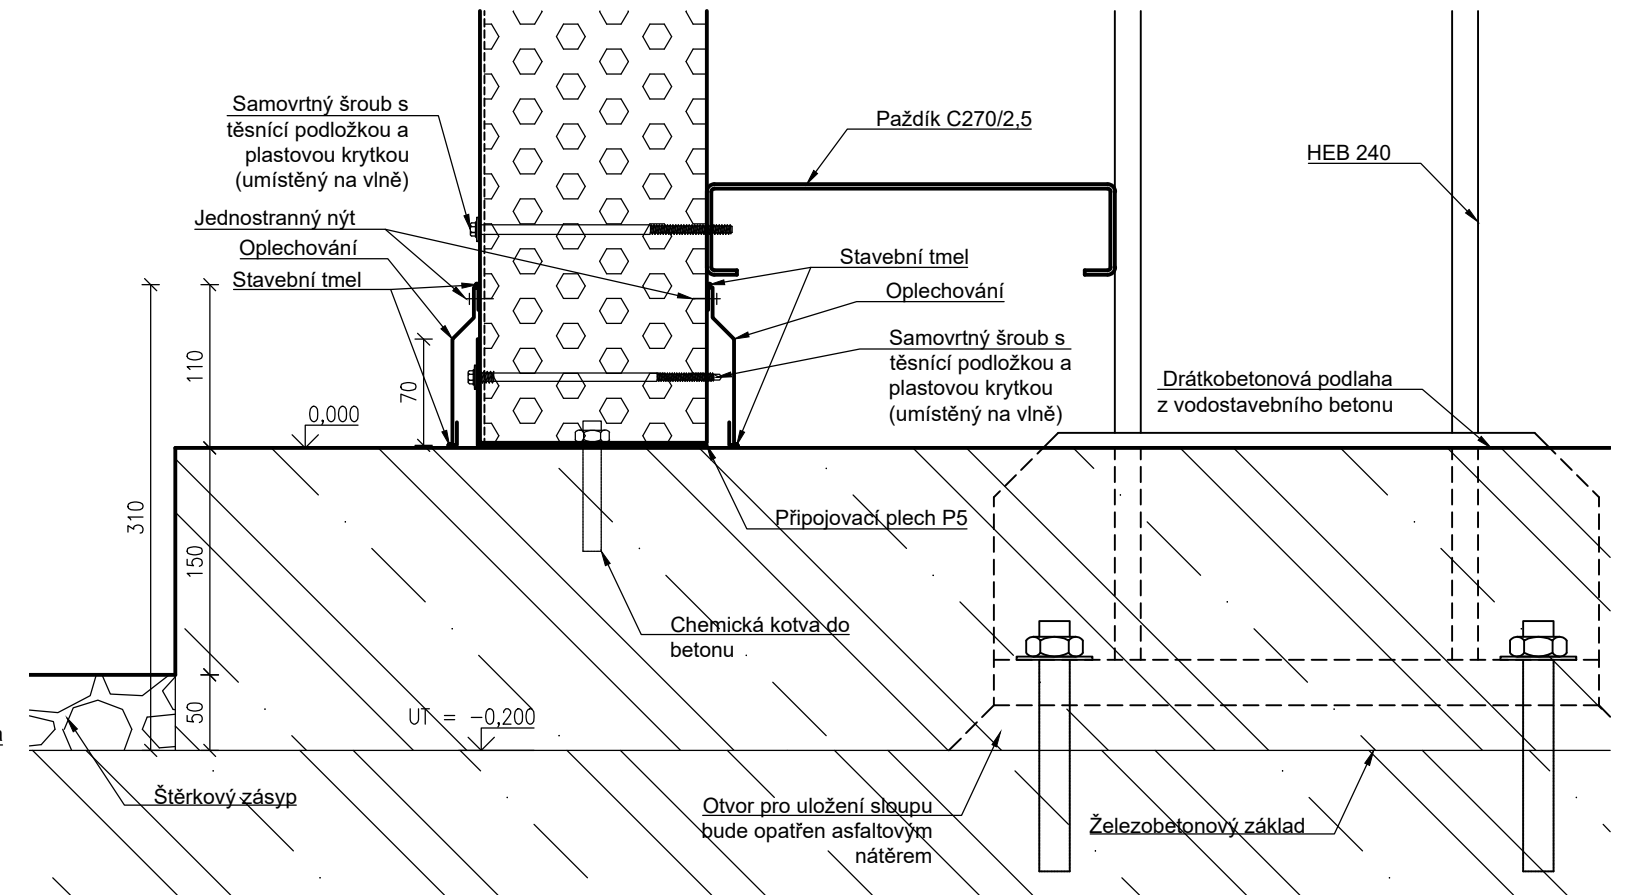 Samovrtný šroub s
těsnící podložkou a
plastovou krytkou
(umístěný na vlně)
Jednostranný nýt
Oplechování
Stavební tmel
Paždík C270/2,5
HEB 240
Stavební tmel
Oplechování
Samovrtný šroub s
těsnící podložkou a
plastovou krytkou
(umístěný na vlně)
Drátkobetonová podlaha
z vodostavebního betonu
110
70
0,000
310
150
50
Připojovací plech P5
Chemická kotva do
betonu
UT = -0,200
Štěrkový zásyp
Otvor pro uložení sloupu
bude opatřen asfaltovým
nátěrem
Železobetonový základ